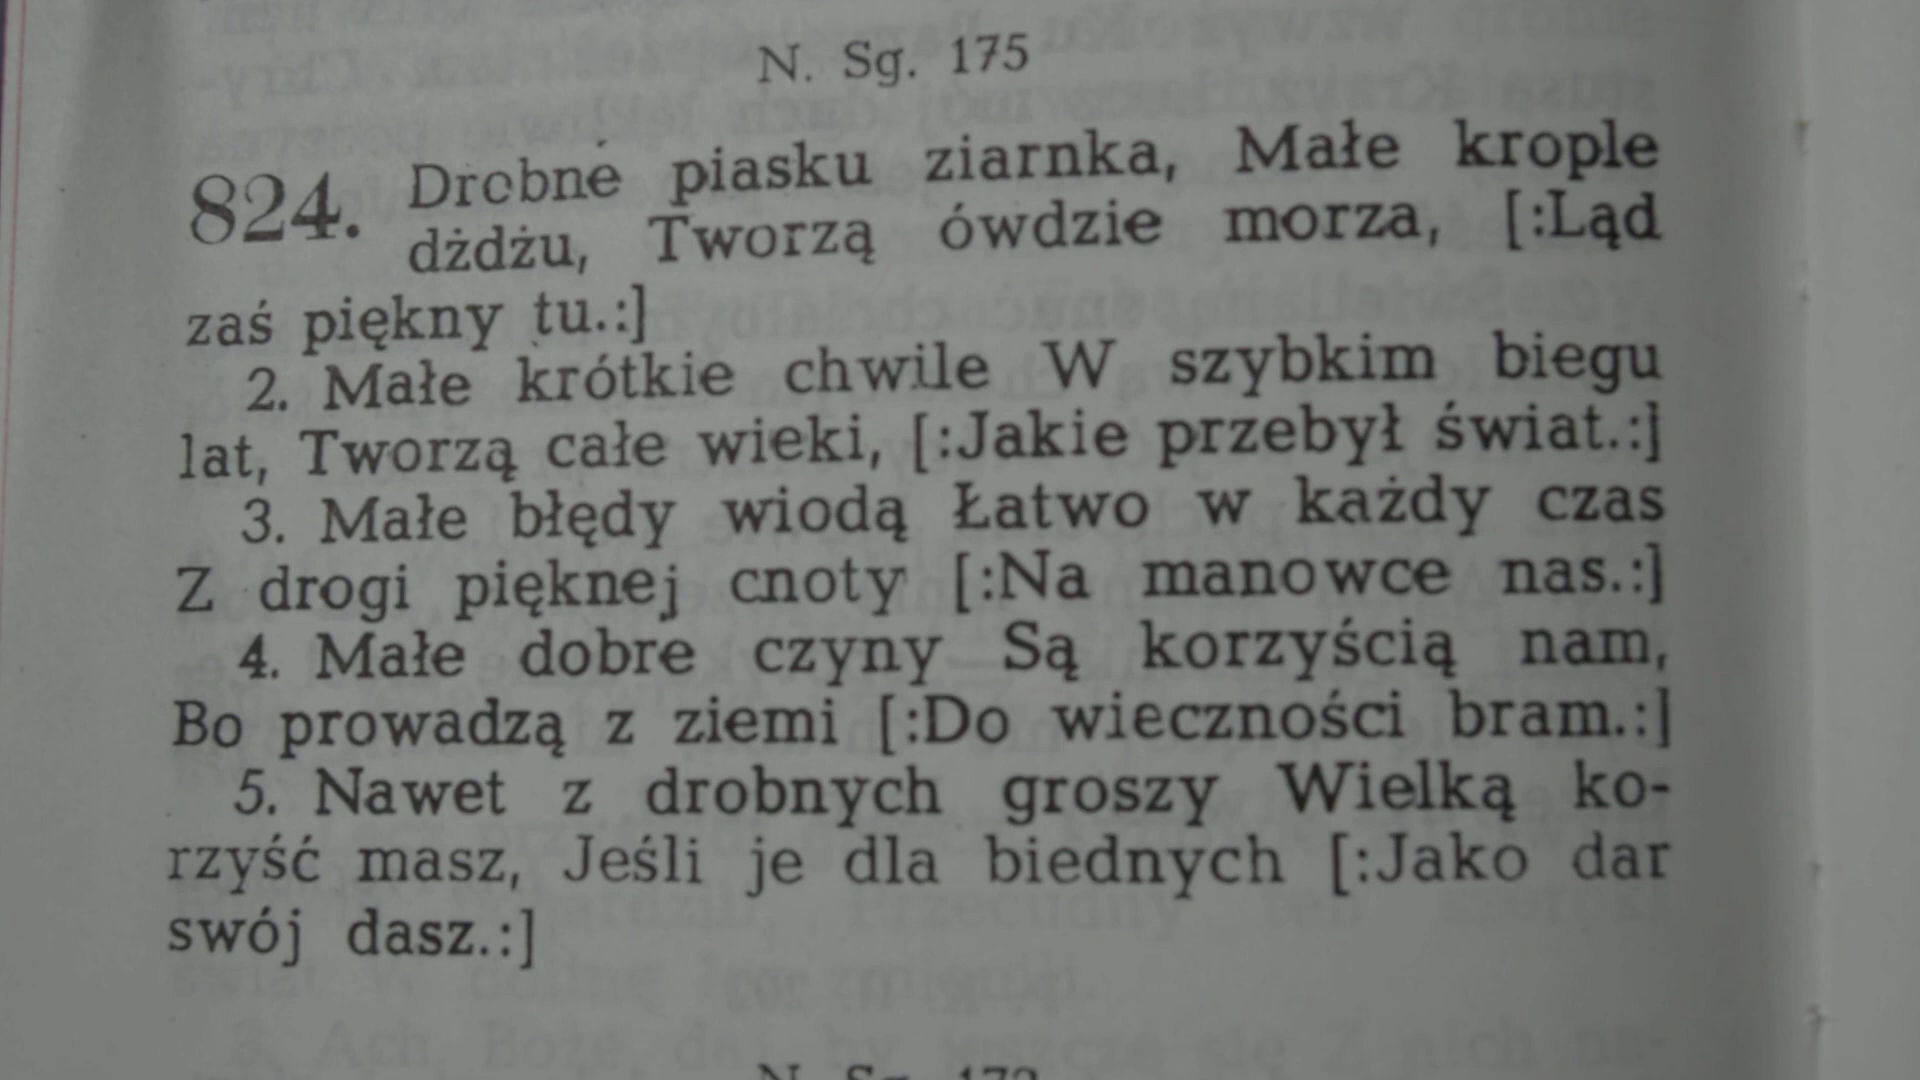 N. Sg. 175
824. Drobne piasku ziarnka, Małe krople
dżdżu, Tworzą ówdzie morza, [:Ląd
zaś piękny tu.:]
2. Małe krótkie chwile W szybkim biegu
lat, Tworzą całe wieki, [:Jakie przebył świat.:]
3. Małe błędy wiodą Łatwo w każdy czas
Z drogi pięknej cnoty [:Na manowce nas.:]
4. Małe dobre czyny Są korzyścią nam,
Bo prowadzą z ziemi [:Do wieczności bram.:]
5. Nawet z drobnych groszy Wielką ko-
rzyść masz, Jeśli je dla biednych [:Jako dar
swój dasz.:]
N. Sg. 172